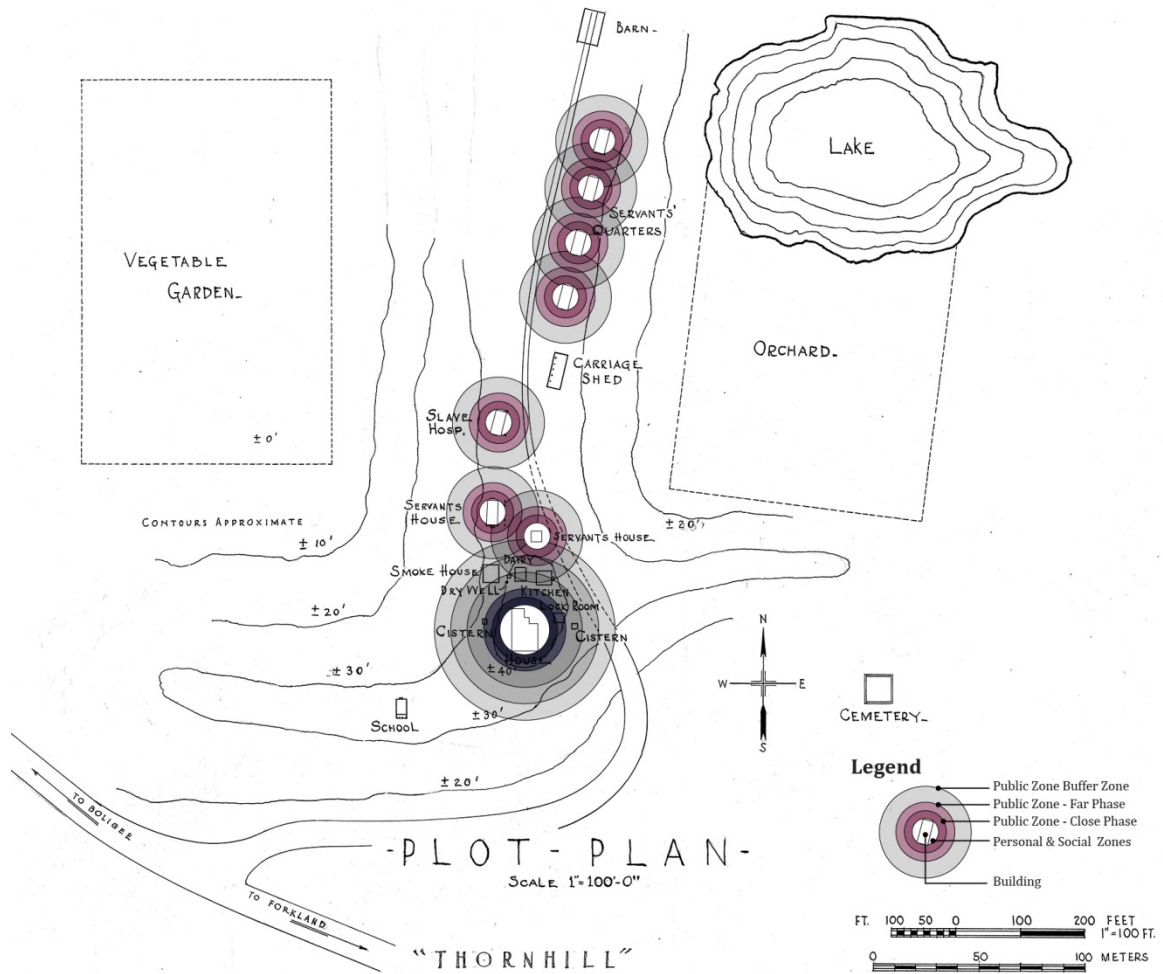 BARN-
LAKE
SERVANTS'
QUARTERS
VEGETABLE
GARDEN-
ORCHARD-
CARRIAGE
SHED
SLAVE
HOSP.
± 0'
SERVANTS
HOUSE
SERVANTS HOUSE
± 20'
CONTOURS APPROXIMATE
± 10'
DAIRY
SMOKE HOUSE
DRY WELL
KITCHEN
LOCK ROOM
± 20'
CISTERN
CISTERN
HOUSE
± 40'
± 30'
N
W
E
S
± 30'
SCHOOL
CEMETERY-
± 20'
Legend
Public Zone Buffer Zone
Public Zone - Far Phase
Public Zone - Close Phase
Personal & Social Zones
Building
TO BOLIGER
-PLOT-PLAN-
SCALE 1"=100'-0"
TO FORKLAND
FT. 100 50 0 100 200 FEET
1"=100 FT.
0 50 100 METERS
"THORNHILL"